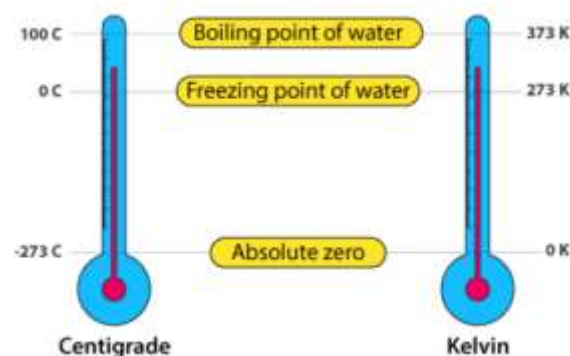 100 C Boiling point of water 373 K
0 C Freezing point of water 273 K
-273 C Absolute zero 0 K
Centigrade Kelvin